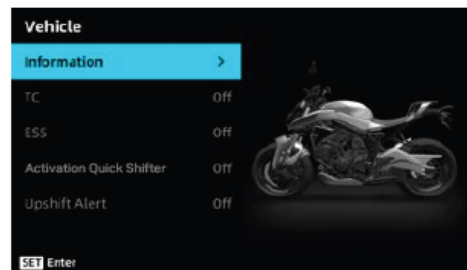 Vehicle
Information >
TC Off
ESS Off
Activation Quick Shifter Off
Upshift Alert Off
SET Enter